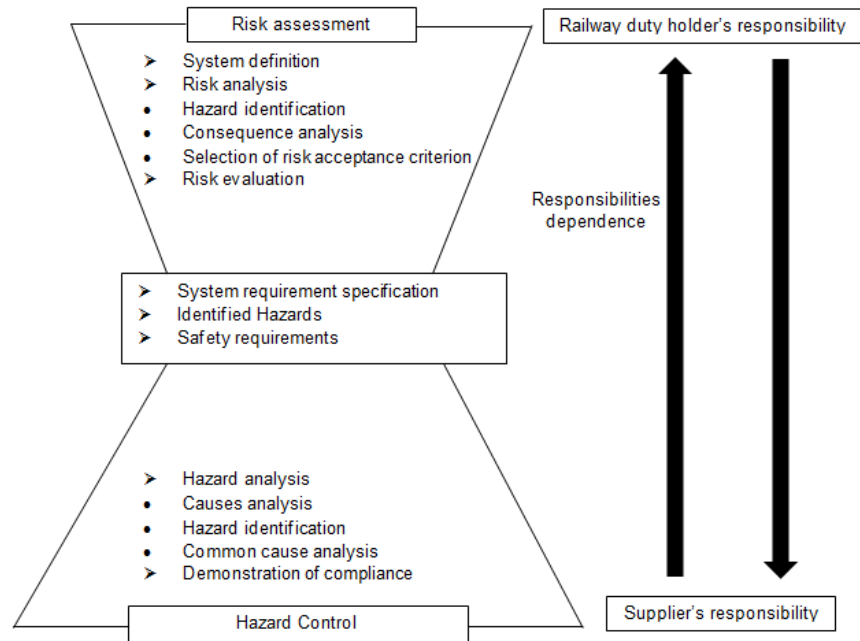 Risk assessment
Railway duty holder's responsibility
➤ System definition
➤ Risk analysis
• Hazard identification
• Consequence analysis
• Selection of risk acceptance criterion
➤ Risk evaluation
Responsibilities
dependence
➤ System requirement specification
➤ Identified Hazards
➤ Safety requirements
➤ Hazard analysis
• Causes analysis
• Hazard identification
• Common cause analysis
➤ Demonstration of compliance
Hazard Control
Supplier's responsibility